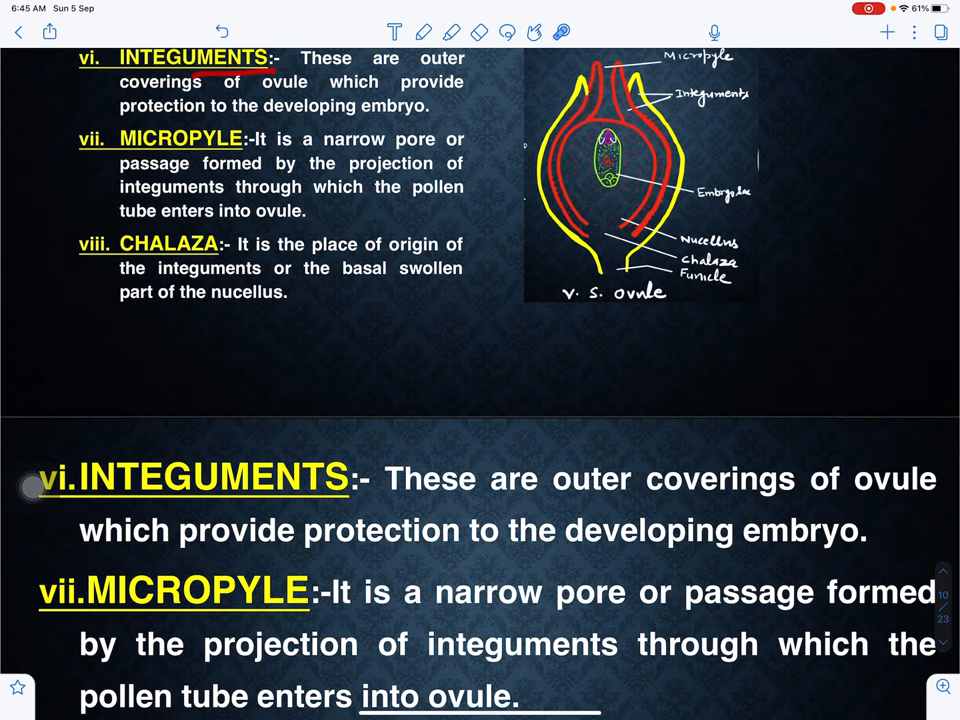 6:45 AM Sun 5 Sep
61%
vi. INTEGUMENTS:- These are outer
coverings of ovule which provide
protection to the developing embryo.
vii. MICROPYLE:-It is a narrow pore or
passage formed by the projection of
integuments through which the pollen
tube enters into ovule.
viii. CHALAZA:- It is the place of origin of
the integuments or the basal swollen
part of the nucellus.
Micropyle
Integuments
Embryo sac
Nucellus
Chalaza
Funicle
V. S. ovule
vi.INTEGUMENTS:- These are outer coverings of ovule
which provide protection to the developing embryo.
vii.MICROPYLE:-It is a narrow pore or passage formed
by the projection of integuments through which the
pollen tube enters into ovule.
10
/
23